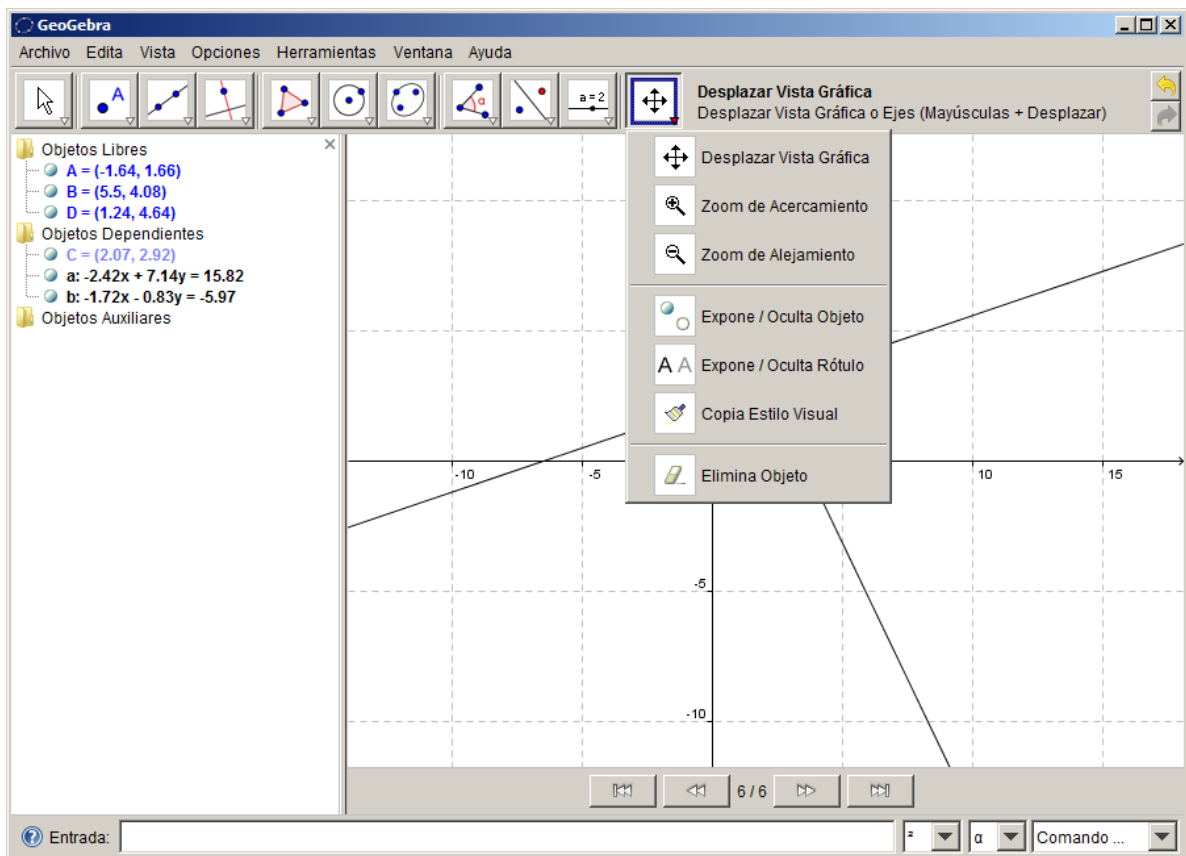 GeoGebra
Archivo Edita Vista Opciones Herramientas Ventana Ayuda
A
α
a = 2
Desplazar Vista Gráfica
Desplazar Vista Gráfica o Ejes (Mayúsculas + Desplazar)
Objetos Libres
A = (-1.64, 1.66)
B = (5.5, 4.08)
D = (1.24, 4.64)
Objetos Dependientes
C = (2.07, 2.92)
a: -2.42x + 7.14y = 15.82
b: -1.72x - 0.83y = -5.97
Objetos Auxiliares
Desplazar Vista Gráfica
Zoom de Acercamiento
Zoom de Alejamiento
Expone / Oculta Objeto
A A Expone / Oculta Rótulo
Copia Estilo Visual
Elimina Objeto
-10 -5 10 15
-5
-10
6 / 6
Entrada: ² α Comando ...